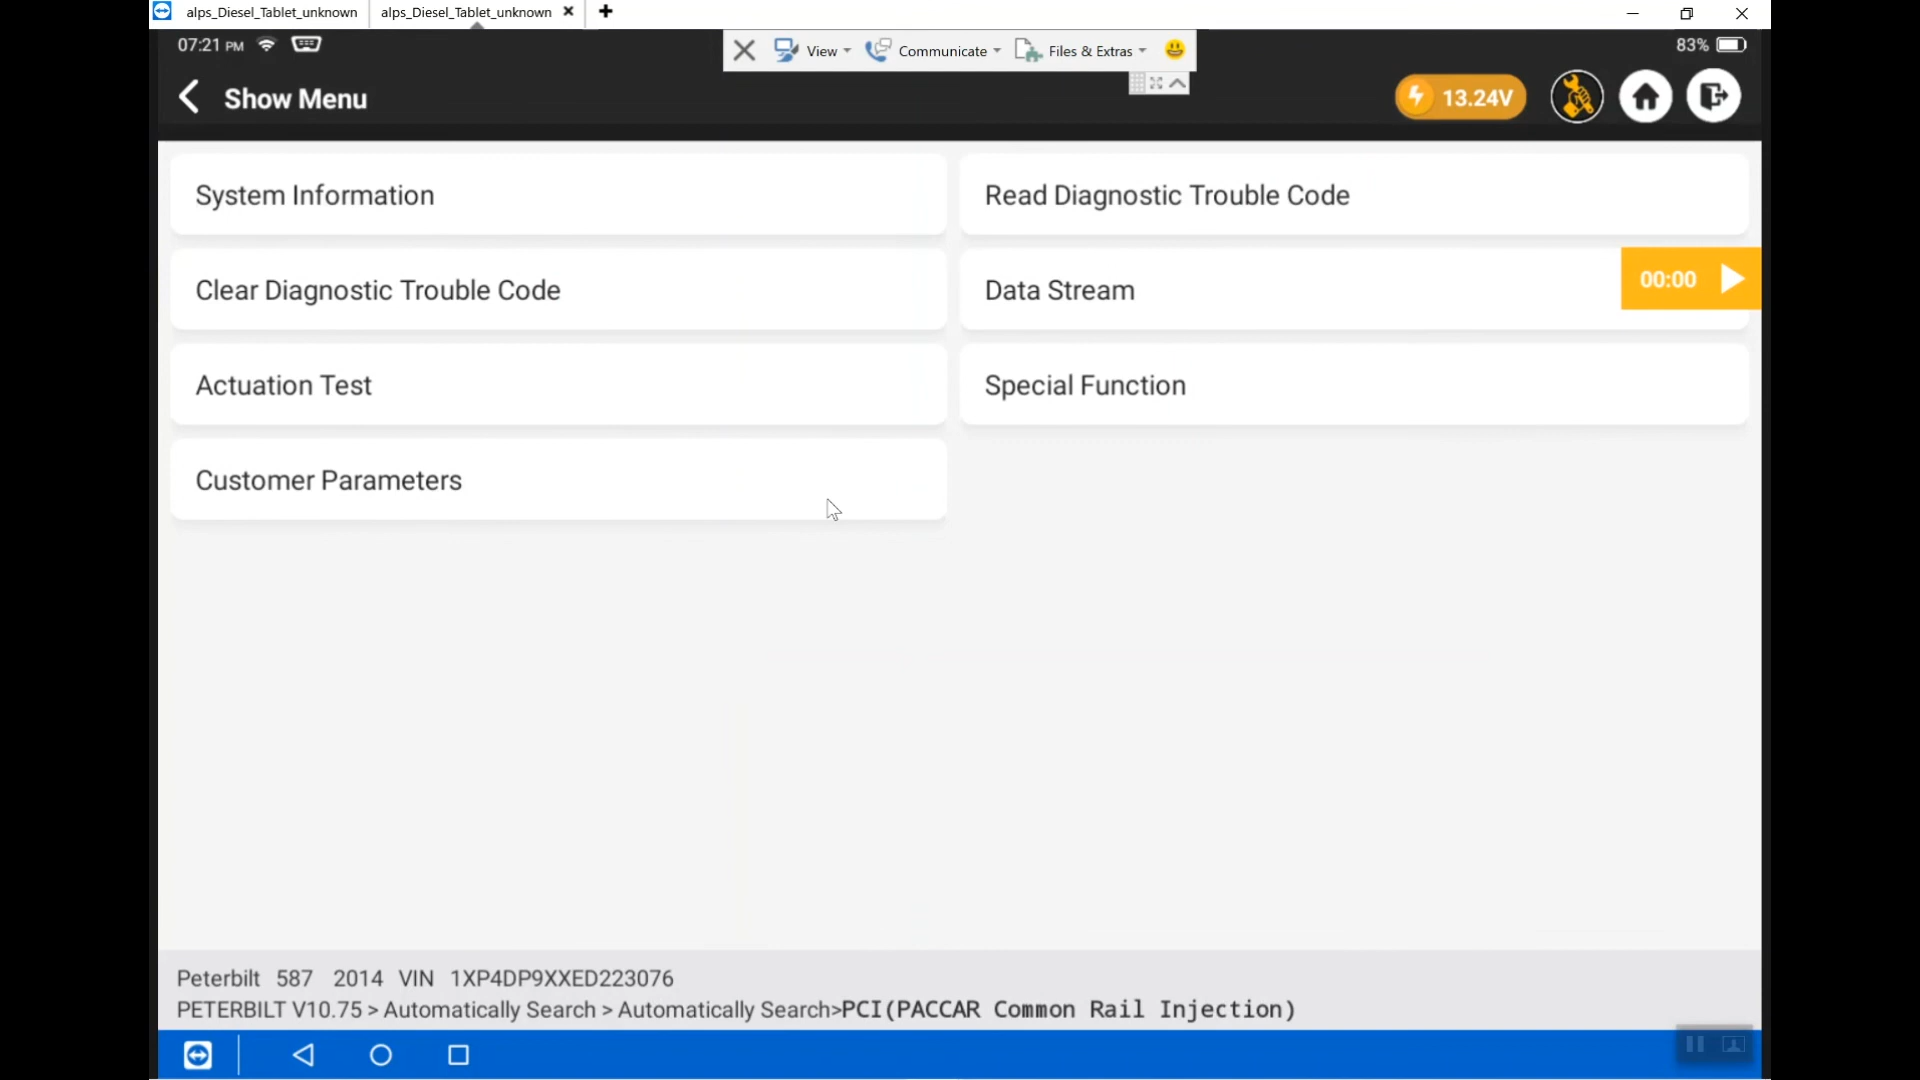 alps_Diesel_Tablet_unknown
alps_Diesel_Tablet_unknown
07:21 PM
View
Communicate
Files & Extras
83%
Show Menu
13.24V
System Information
Read Diagnostic Trouble Code
Clear Diagnostic Trouble Code
Data Stream
00:00
Actuation Test
Special Function
Customer Parameters
Peterbilt 587 2014 VIN 1XP4DP9XXED223076
PETERBILT V10.75 > Automatically Search > Automatically Search>PCI(PACCAR Common Rail Injection)